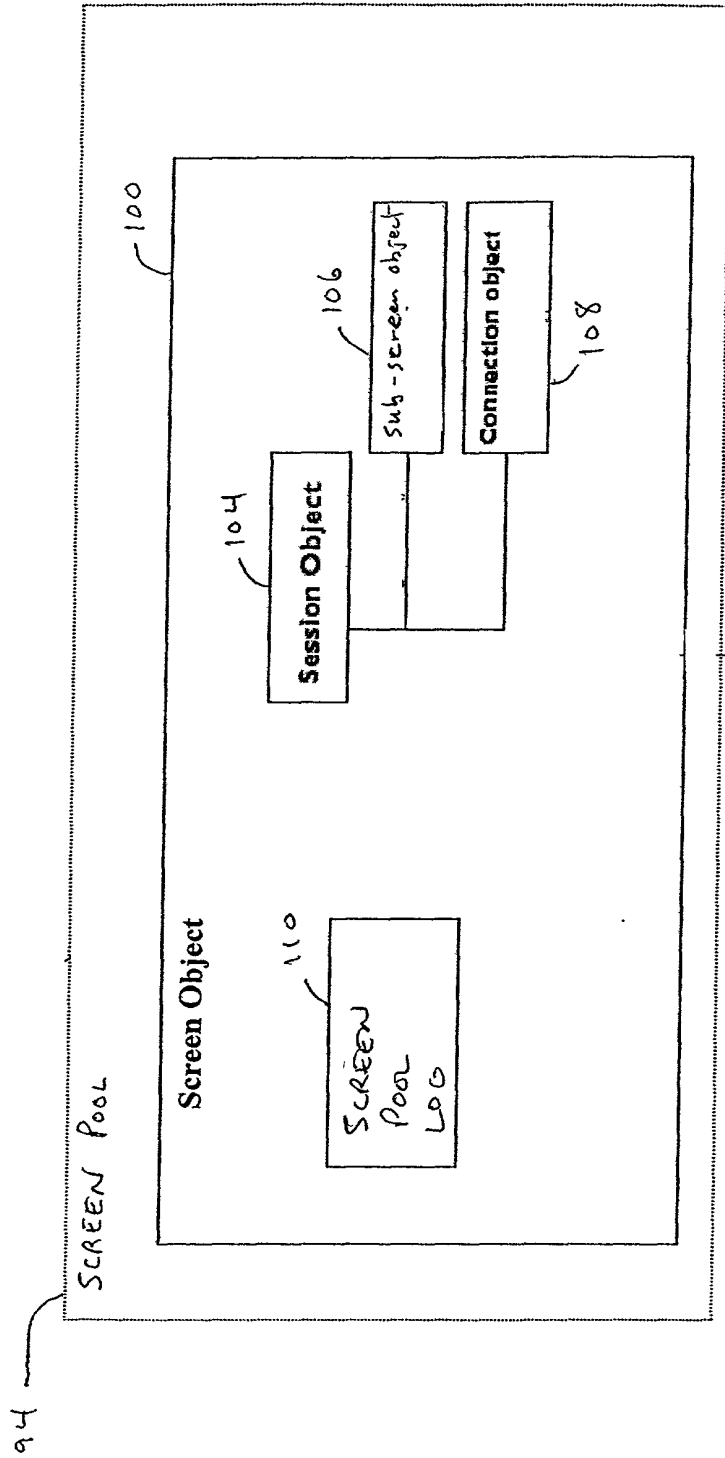 94
SCREEN POOL
100
Screen Object
104
Session Object
106
sub-screen object
Connection object
108
110
SCREEN
POOL
LOG